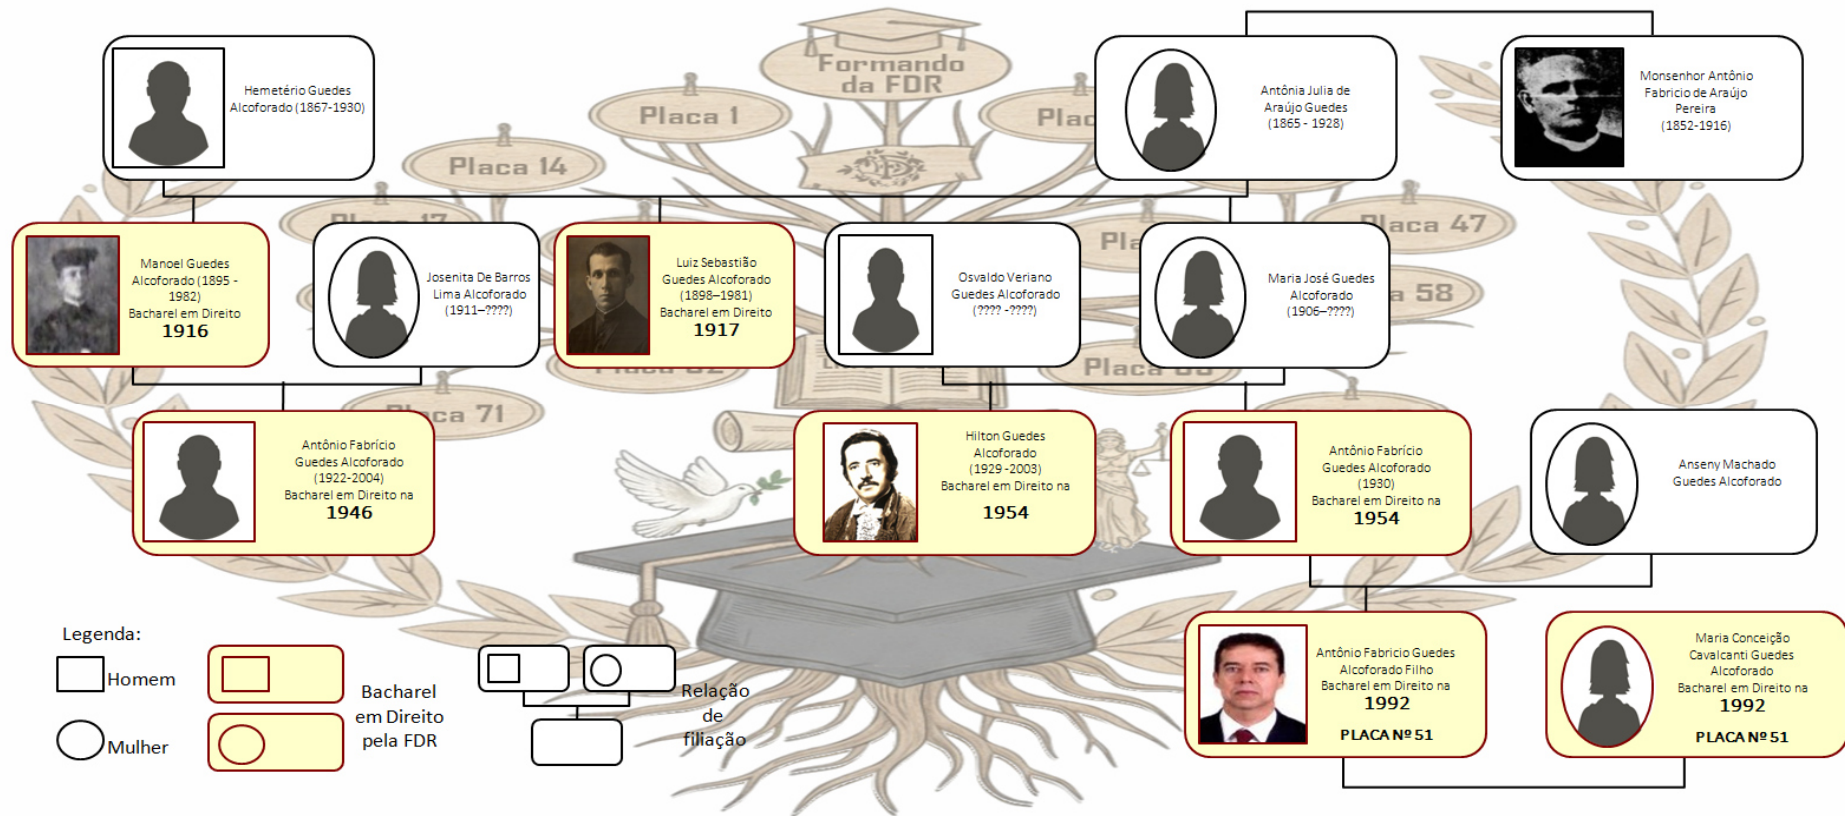 Formando
da FDR
Placa 1
Plac
Placa 14
Placa 17
Placa 47
a 58
Placa 71
Hemetério Guedes
Alcoforado (1867-1930)
Antônia Julia de
Araújo Guedes
(1865 - 1928)
Monsenhor Antônio
Fabricio de Araújo
Pereira
(1852-1916)
Manoel Guedes
Alcoforado (1895 -
1982)
Bacharel em Direito
1916
Josenita De Barros
Lima Alcoforado
(1911–????)
Luiz Sebastião
Guedes Alcoforado
(1898–1981)
Bacharel em Direito
1917
Osvaldo Veriano
Guedes Alcoforado
(???? -????)
Maria José Guedes
Alcoforado
(1906–????)
Antônio Fabrício
Guedes Alcoforado
(1922-2004)
Bacharel em Direito na
1946
Hilton Guedes
Alcoforado
(1929 -2003)
Bacharel em Direito na
1954
Antônio Fabrício
Guedes Alcoforado
(1930)
Bacharel em Direito na
1954
Anseny Machado
Guedes Alcoforado
Antônio Fabricio Guedes
Alcoforado Filho
Bacharel em Direito na
1992
PLACA Nº 51
Maria Conceição
Cavalcanti Guedes
Alcoforado
Bacharel em Direito na
1992
PLACA Nº 51
Legenda:
Homem
Mulher
Bacharel
em Direito
pela FDR
Relação
de
filiação